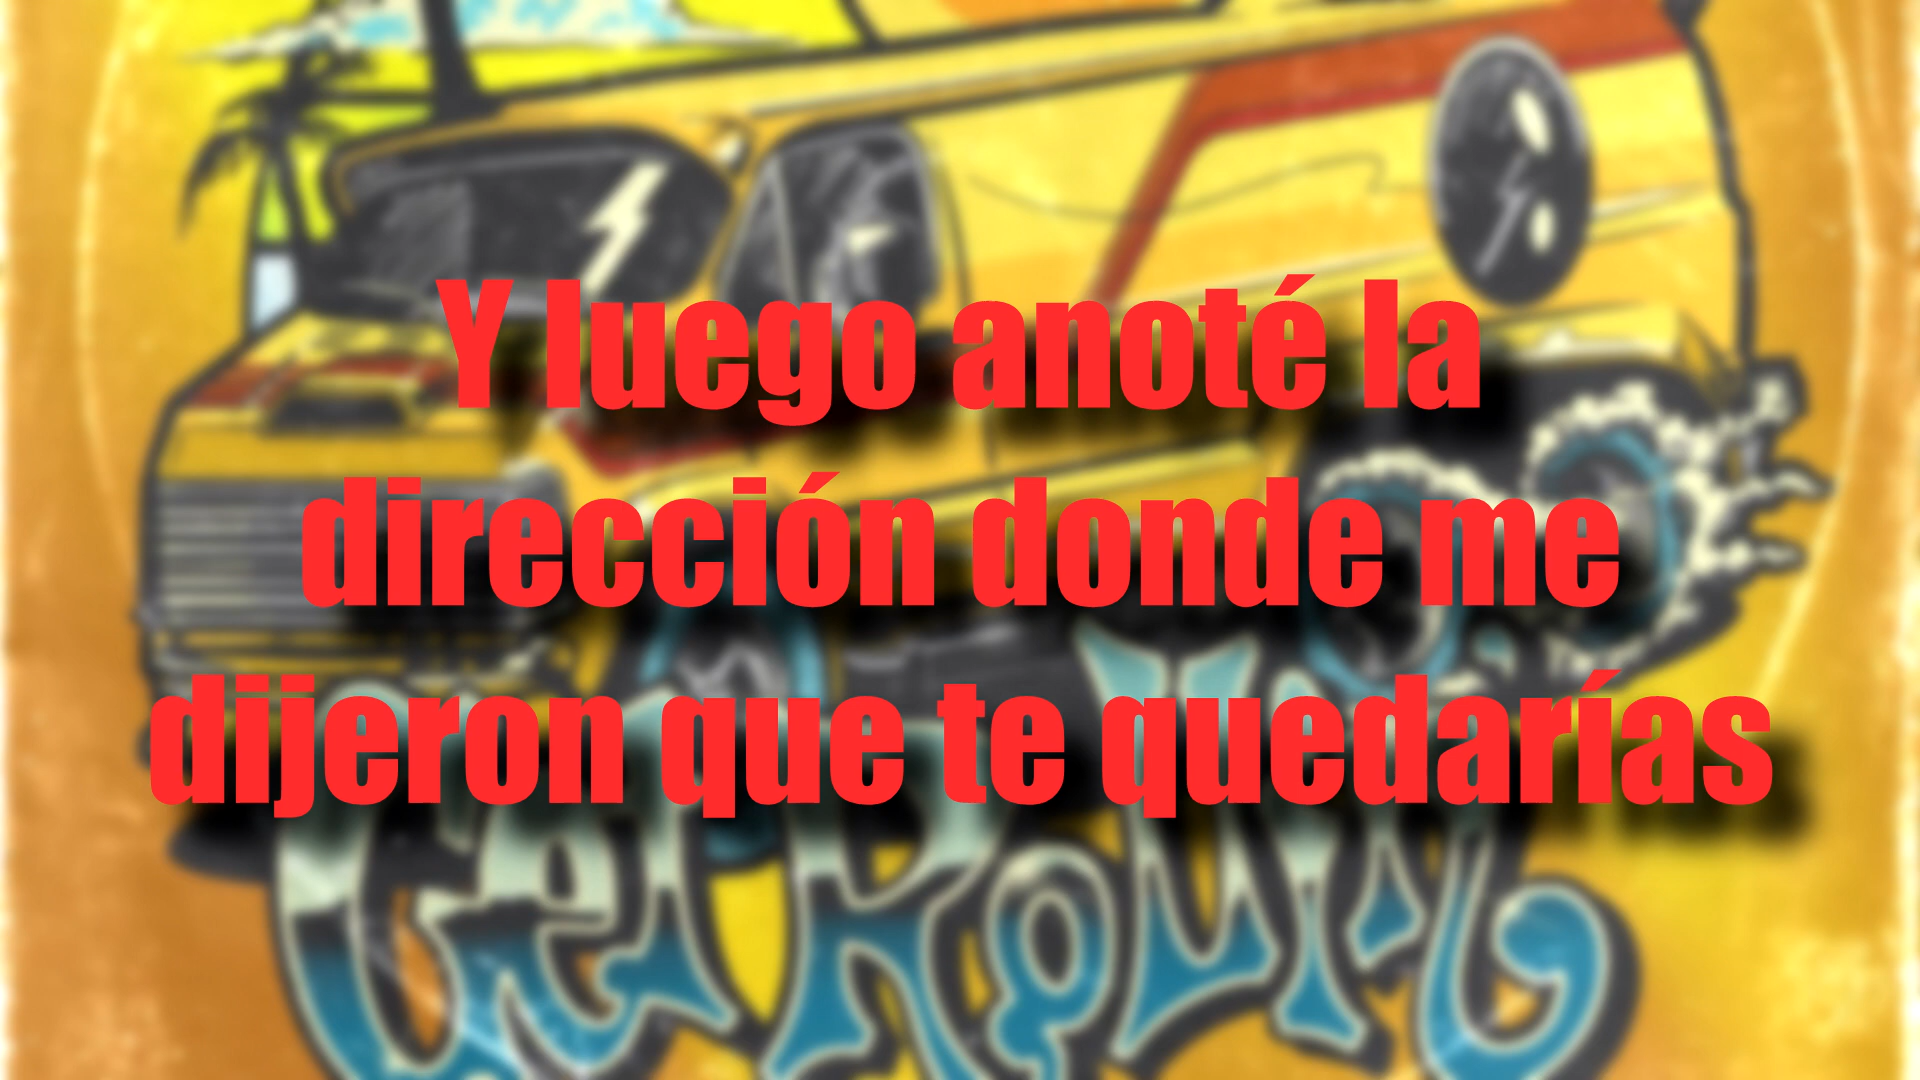 Y luego anoté la
dirección donde me
dijeron que te quedarías